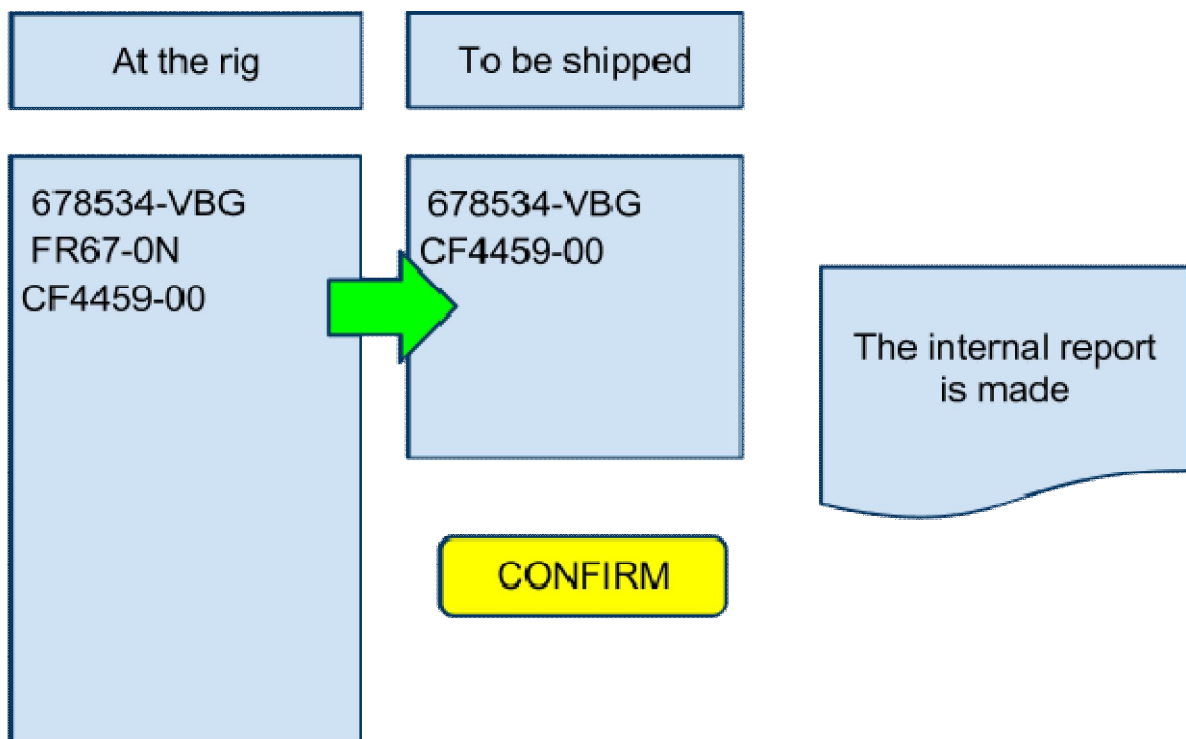 At the rig
To be shipped
678534-VBG
FR67-0N
CF4459-00
678534-VBG
CF4459-00
The internal report
is made
CONFIRM